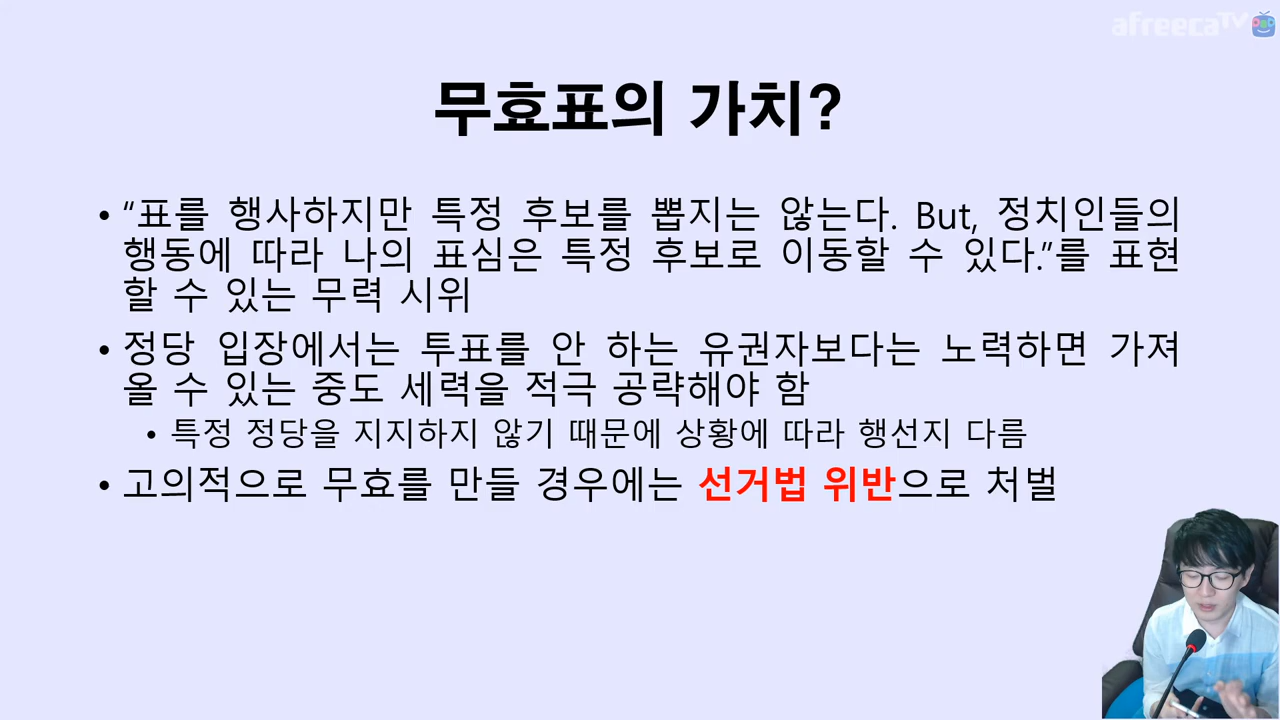 afreecaTV
무효표의 가치?
• “표를 행사하지만 특정 후보를 뽑지는 않는다. But, 정치인들의
행동에 따라 나의 표심은 특정 후보로 이동할 수 있다.”를 표현
할 수 있는 무력 시위
• 정당 입장에서는 투표를 안 하는 유권자보다는 노력하면 가져
올 수 있는 중도 세력을 적극 공략해야 함
• 특정 정당을 지지하지 않기 때문에 상황에 따라 행선지 다름
• 고의적으로 무효를 만들 경우에는 선거법 위반으로 처벌